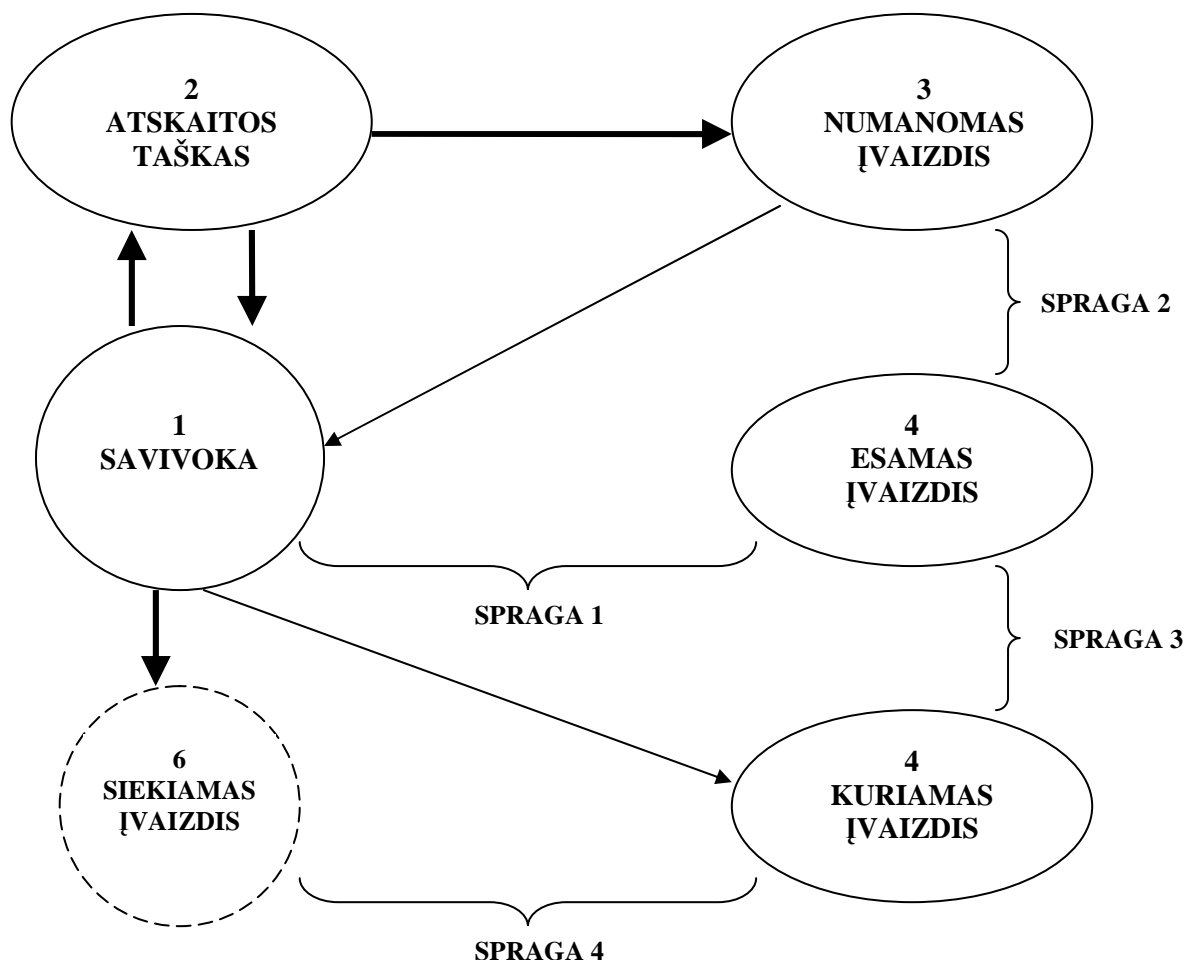 2
ATSKAITOS
TAŠKAS
3
NUMANOMAS
ĮVAIZDIS
SPRAGA 2
1
SAVIVOKA
4
ESAMAS
ĮVAIZDIS
SPRAGA 1
SPRAGA 3
6
SIEKIAMAS
ĮVAIZDIS
4
KURIAMAS
ĮVAIZDIS
SPRAGA 4